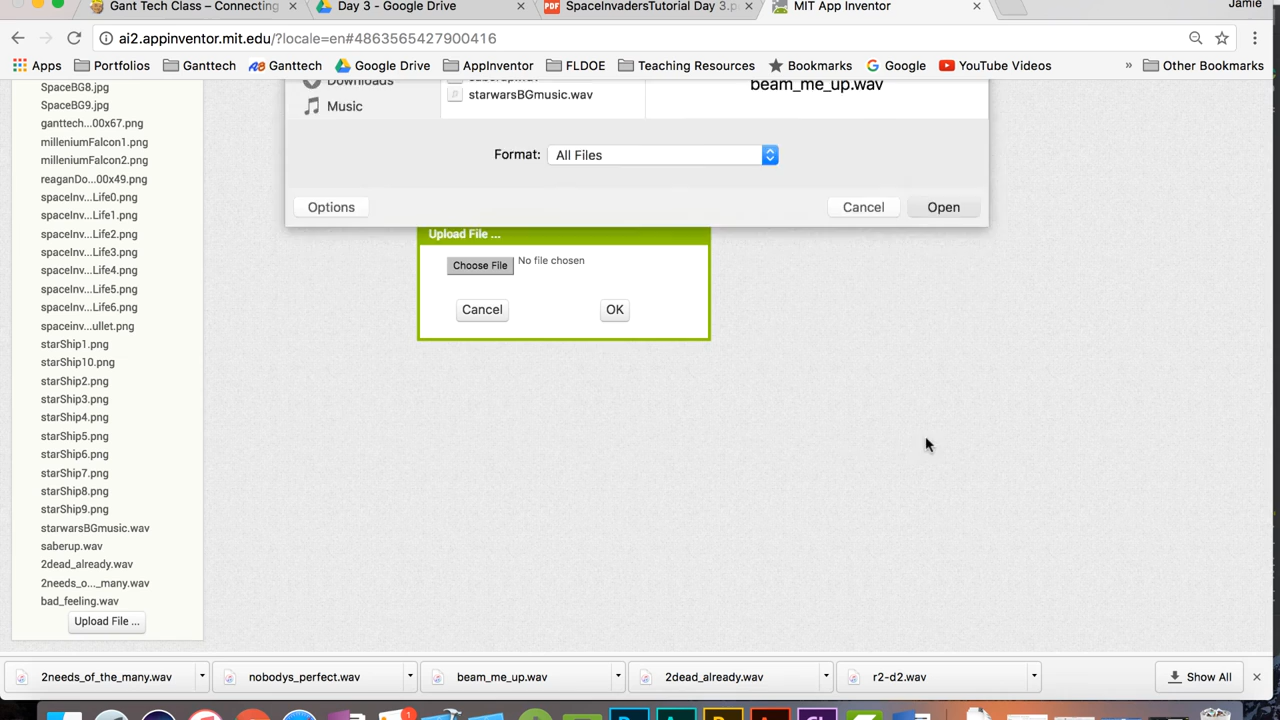 Gant Tech Class – Connecting
Day 3 - Google Drive
SpaceInvadersTutorial Day 3.p
MIT App Inventor
Jamie
ai2.appinventor.mit.edu/?locale=en#4863565427900416
Apps
Portfolios
Ganttech
Ganttech
Google Drive
AppInventor
FLDOE
Teaching Resources
Bookmarks
Google
YouTube Videos
»
Other Bookmarks
Downloads
Music
saberup.wav
starwarsBGmusic.wav
beam_me_up.wav
Format:
All Files
Options
Cancel
Open
Upload File ...
Choose File
No file chosen
Cancel
OK
SpaceBG8.jpg
SpaceBG9.jpg
ganttech...00x67.png
milleniumFalcon1.png
milleniumFalcon2.png
reaganDo...00x49.png
spaceInv...Life0.png
spaceInv...Life1.png
spaceInv...Life2.png
spaceInv...Life3.png
spaceInv...Life4.png
spaceInv...Life5.png
spaceInv...Life6.png
spaceinv...ullet.png
starShip1.png
starShip10.png
starShip2.png
starShip3.png
starShip4.png
starShip5.png
starShip6.png
starShip7.png
starShip8.png
starShip9.png
starwarsBGmusic.wav
saberup.wav
2dead_already.wav
2needs_o..._many.wav
bad_feeling.wav
Upload File ...
2needs_of_the_many.wav
nobodys_perfect.wav
beam_me_up.wav
2dead_already.wav
r2-d2.wav
Show All
1